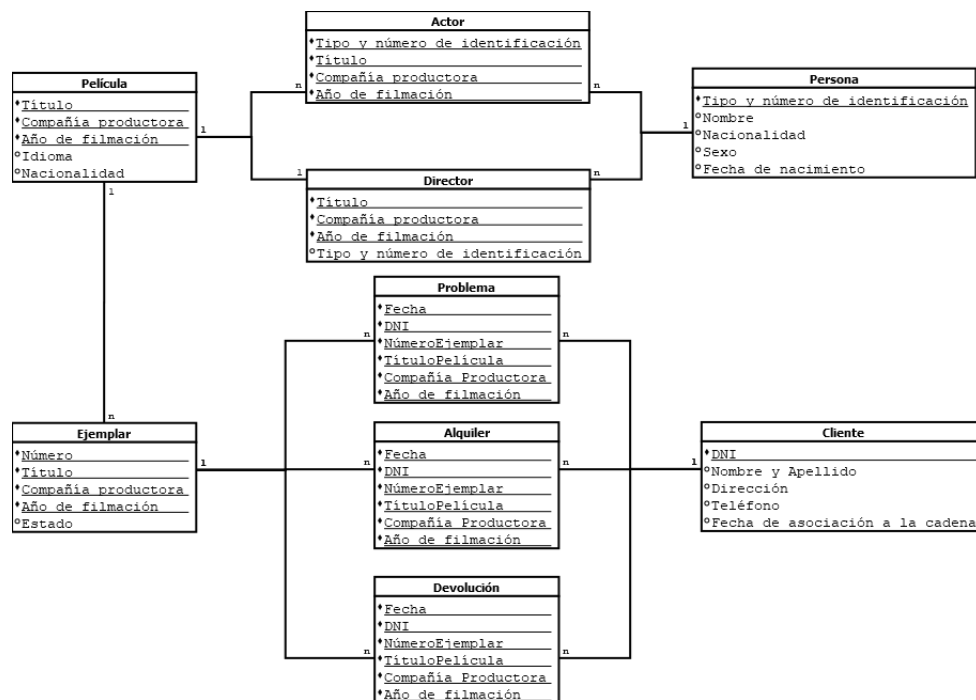 Actor
Tipo y número de identificación
Título
Compañía productora
Año de filmación
Película
Título
Compañía productora
Año de filmación
Idioma
Nacionalidad
Persona
Tipo y número de identificación
Nombre
Nacionalidad
Sexo
Fecha de nacimiento
n
n
1
1
1
n
1
Director
Título
Compañía productora
Año de filmación
Tipo y número de identificación
Problema
Fecha
DNI
NúmeroEjemplar
TítuloPelícula
Compañía Productora
Año de filmación
n
n
n
Ejemplar
Número
Título
Compañía productora
Año de filmación
Estado
1
Alquiler
Fecha
DNI
NúmeroEjemplar
TítuloPelícula
Compañía Productora
Año de filmación
n
n
1
Cliente
DNI
Nombre y Apellido
Dirección
Teléfono
Fecha de asociación a la cadena
Devolución
Fecha
DNI
NúmeroEjemplar
TítuloPelícula
Compañía Productora
Año de filmación
n
n